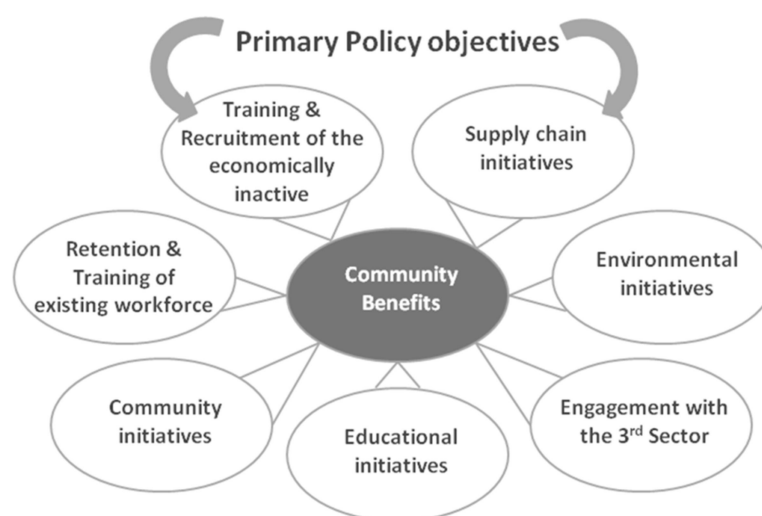 Primary Policy objectives
Training &
Recruitment of the
economically
inactive
Supply chain
initiatives
Retention &
Training of
existing workforce
Community
Benefits
Environmental
initiatives
Community
initiatives
Educational
initiatives
Engagement with
the 3rd Sector